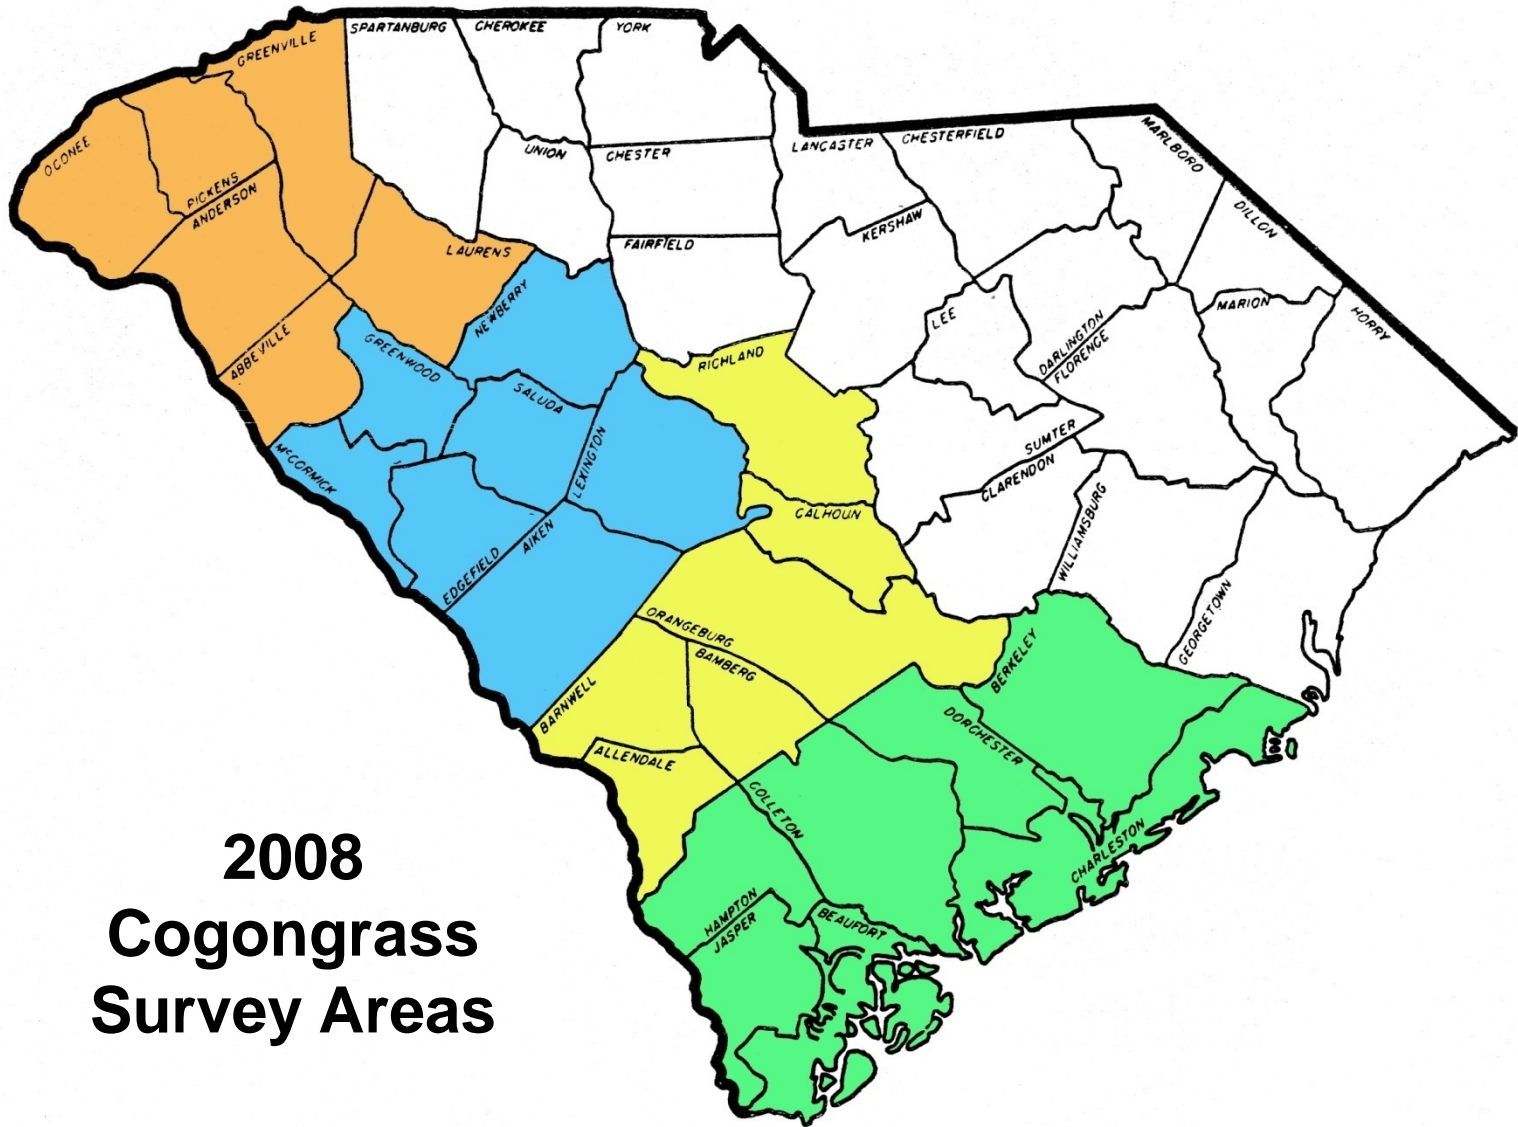 SPARTANBURG
CHEROKEE
YORK
GREENVILLE
OCONEE
PICKENS
ANDERSON
UNION
CHESTER
LANCASTER
CHESTERFIELD
MARLBORO
DILLON
LAURENS
FAIRFIELD
KERSHAW
NEWBERRY
ABBEVILLE
GREENWOOD
SALUDA
RICHLAND
LEE
DARLINGTON
FLORENCE
MARION
HORRY
McCORMICK
LEXINGTON
EDGEFIELD
AIKEN
CALHOUN
SUMTER
CLARENDON
WILLIAMSBURG
GEORGETOWN
ORANGEBURG
BAMBERG
BARNWELL
ALLENDALE
BERKELEY
DORCHESTER
COLLETON
CHARLESTON
HAMPTON
JASPER
BEAUFORT
2008
Cogongrass
Survey Areas